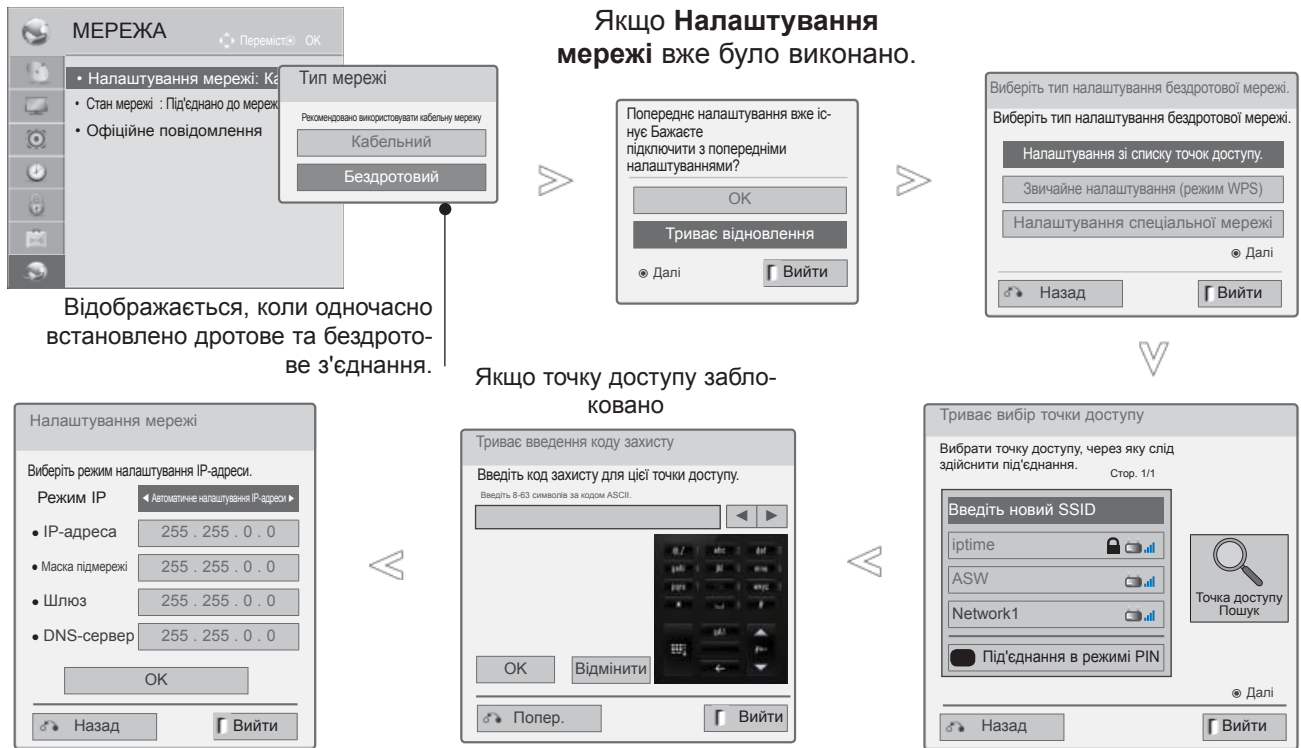 МЕРЕЖА
Переміст OK
• Налаштування мережі: Ка
• Стан мережі : Під'єднано до мереж
• Офіційне повідомлення
Тип мережі
Рекомендовано використовувати кабельну мережу
Кабельний
Бездротовий
Відображається, коли одночасно
встановлено дротове та бездрото-
ве з'єднання.
Якщо Налаштування
мережі вже було виконано.
Попереднє налаштування вже іс-
нує Бажаєте
підключити з попередніми
налаштуваннями?
OK
Триває відновлення
Далі
Вийти
Виберіть тип налаштування бездротової мережі.
Виберіть тип налаштування бездротової мережі.
Налаштування зі списку точок доступу.
Звичайне налаштування (режим WPS)
Налаштування спеціальної мережі
Далі
Назад
Вийти
Триває вибір точки доступу
Вибрати точку доступу, через яку слід
здійснити під'єднання.
Стор. 1/1
Введіть новий SSID
iptime
ASW
Network1
Під'єднання в режимі PIN
Точка доступу
Пошук
Далі
Назад
Вийти
Якщо точку доступу забло-
ковано
Триває введення коду захисту
Введіть код захисту для цієї точки доступу.
Введіть 8-63 символів за кодом ASCII.
◄ ►
abc
def
OK
Відмінити
Попер.
Вийти
Налаштування мережі
Виберіть режим налаштування IP-адреси.
Режим IP
◄ Автоматичне налаштування IP-адреси ►
• IP-адреса 255 . 255 . 0 . 0
• Маска підмережі 255 . 255 . 0 . 0
• Шлюз 255 . 255 . 0 . 0
• DNS-сервер 255 . 255 . 0 . 0
OK
Назад
Вийти